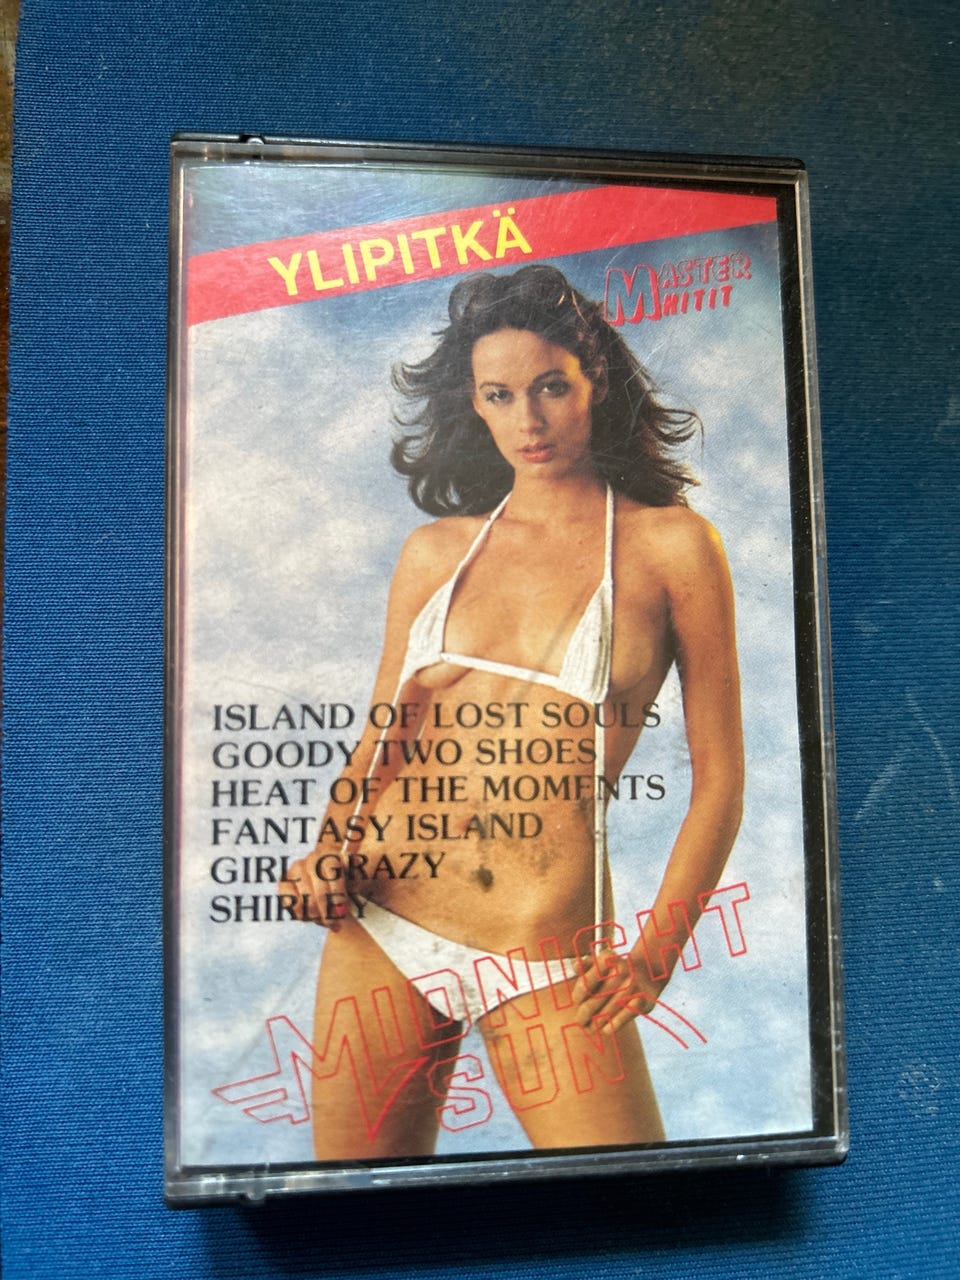 YLIPITKÄ
MASTER
HITIT
ISLAND OF LOST SOULS
GOODY TWO SHOES
HEAT OF THE MOMENTS
FANTASY ISLAND
GIRL GRAZY
SHIRLEY
MIDNIGHT
SUN